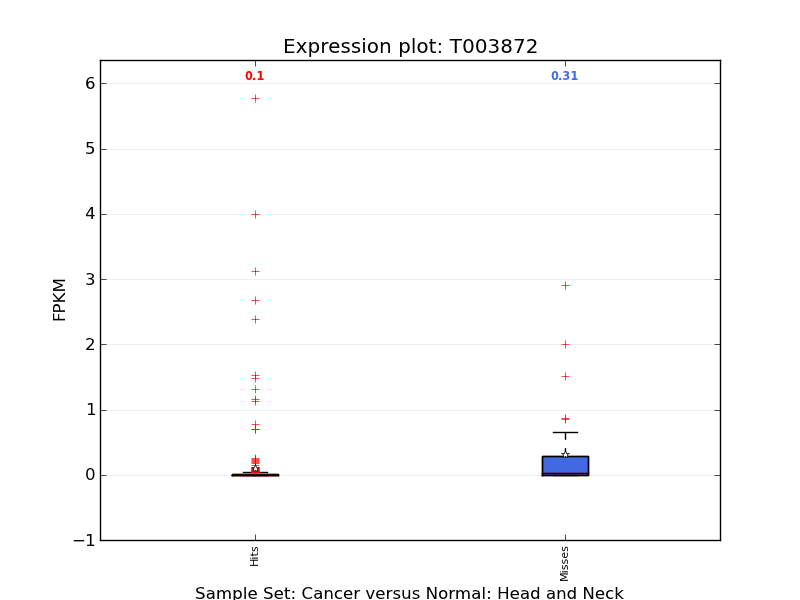 Expression plot: T003872
0.1
0.31
6
5
4
3
2
1
0
−1
FPKM
Hits
Misses
Sample Set: Cancer versus Normal: Head and Neck